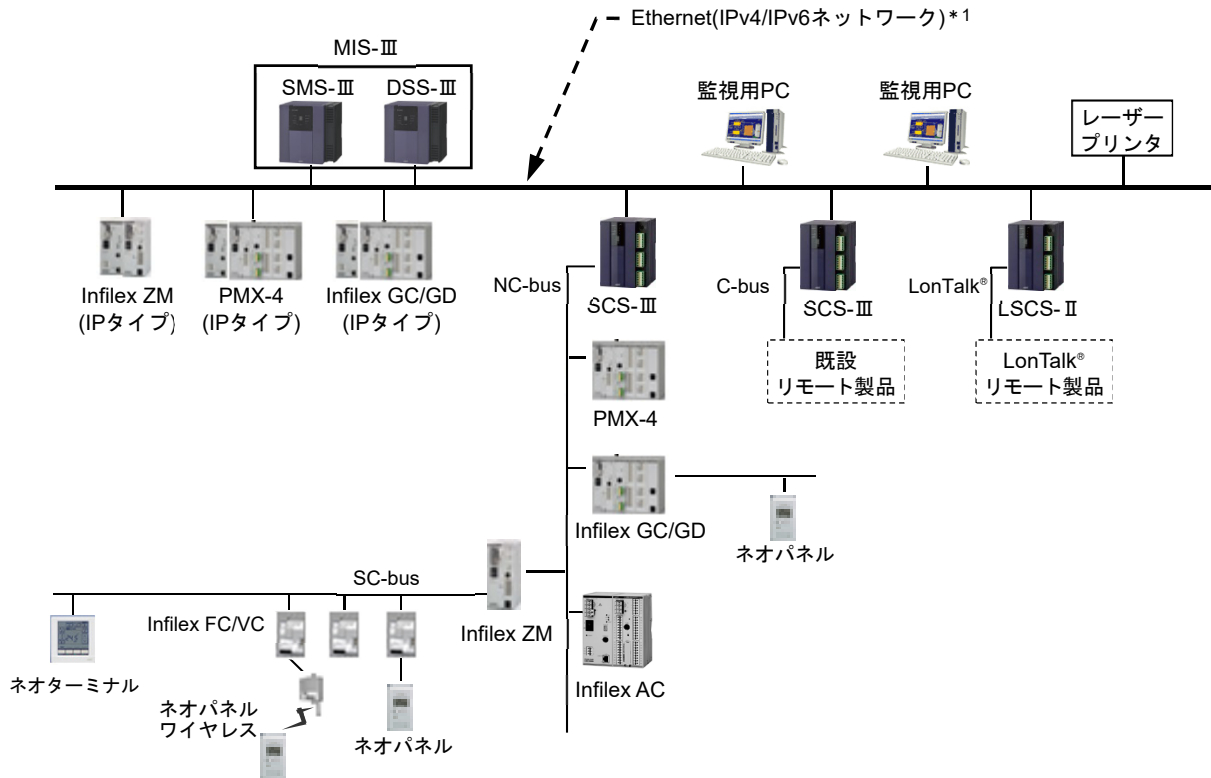 Ethernet(IPv4/IPv6ネットワーク)*1
MIS-Ⅲ
SMS-Ⅲ
DSS-Ⅲ
監視用PC
監視用PC
レーザー
プリンタ
Infilex ZM
(IPタイプ)
PMX-4
(IPタイプ)
Infilex GC/GD
(IPタイプ)
NC-bus
SCS-Ⅲ
C-bus
SCS-Ⅲ
LonTalk®
LSCS-Ⅱ
既設
リモート製品
LonTalk®
リモート製品
PMX-4
Infilex GC/GD
ネオパネル
SC-bus
Infilex FC/VC
Infilex ZM
Infilex AC
ネオターミナル
ネオパネル
ワイヤレス
ネオパネル